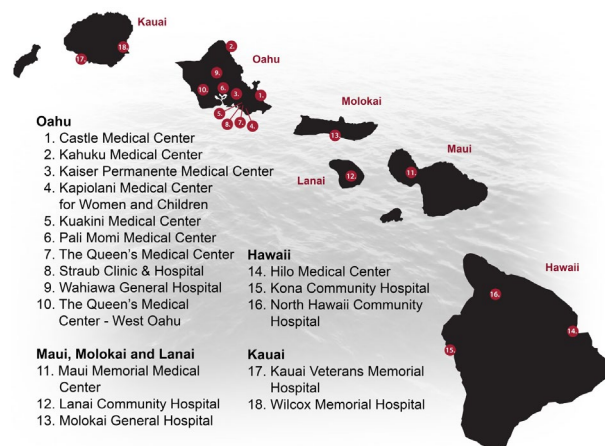 Kauai
18.
17.
Oahu
2.
9.
10.
6.
3.
1.
5.
8.
7.
4.
Molokai
13.
Maui
Lanai
12.
11.
Hawaii
16.
14.
15.
Oahu
1. Castle Medical Center
2. Kahuku Medical Center
3. Kaiser Permanente Medical Center
4. Kapiolani Medical Center
for Women and Children
5. Kuakini Medical Center
6. Pali Momi Medical Center
7. The Queen's Medical Center
8. Straub Clinic & Hospital
9. Wahiawa General Hospital
10. The Queen's Medical
Center - West Oahu
Maui, Molokai and Lanai
11. Maui Memorial Medical
Center
12. Lanai Community Hospital
13. Molokai General Hospital
Hawaii
14. Hilo Medical Center
15. Kona Community Hospital
16. North Hawaii Community
Hospital
Kauai
17. Kauai Veterans Memorial
Hospital
18. Wilcox Memorial Hospital